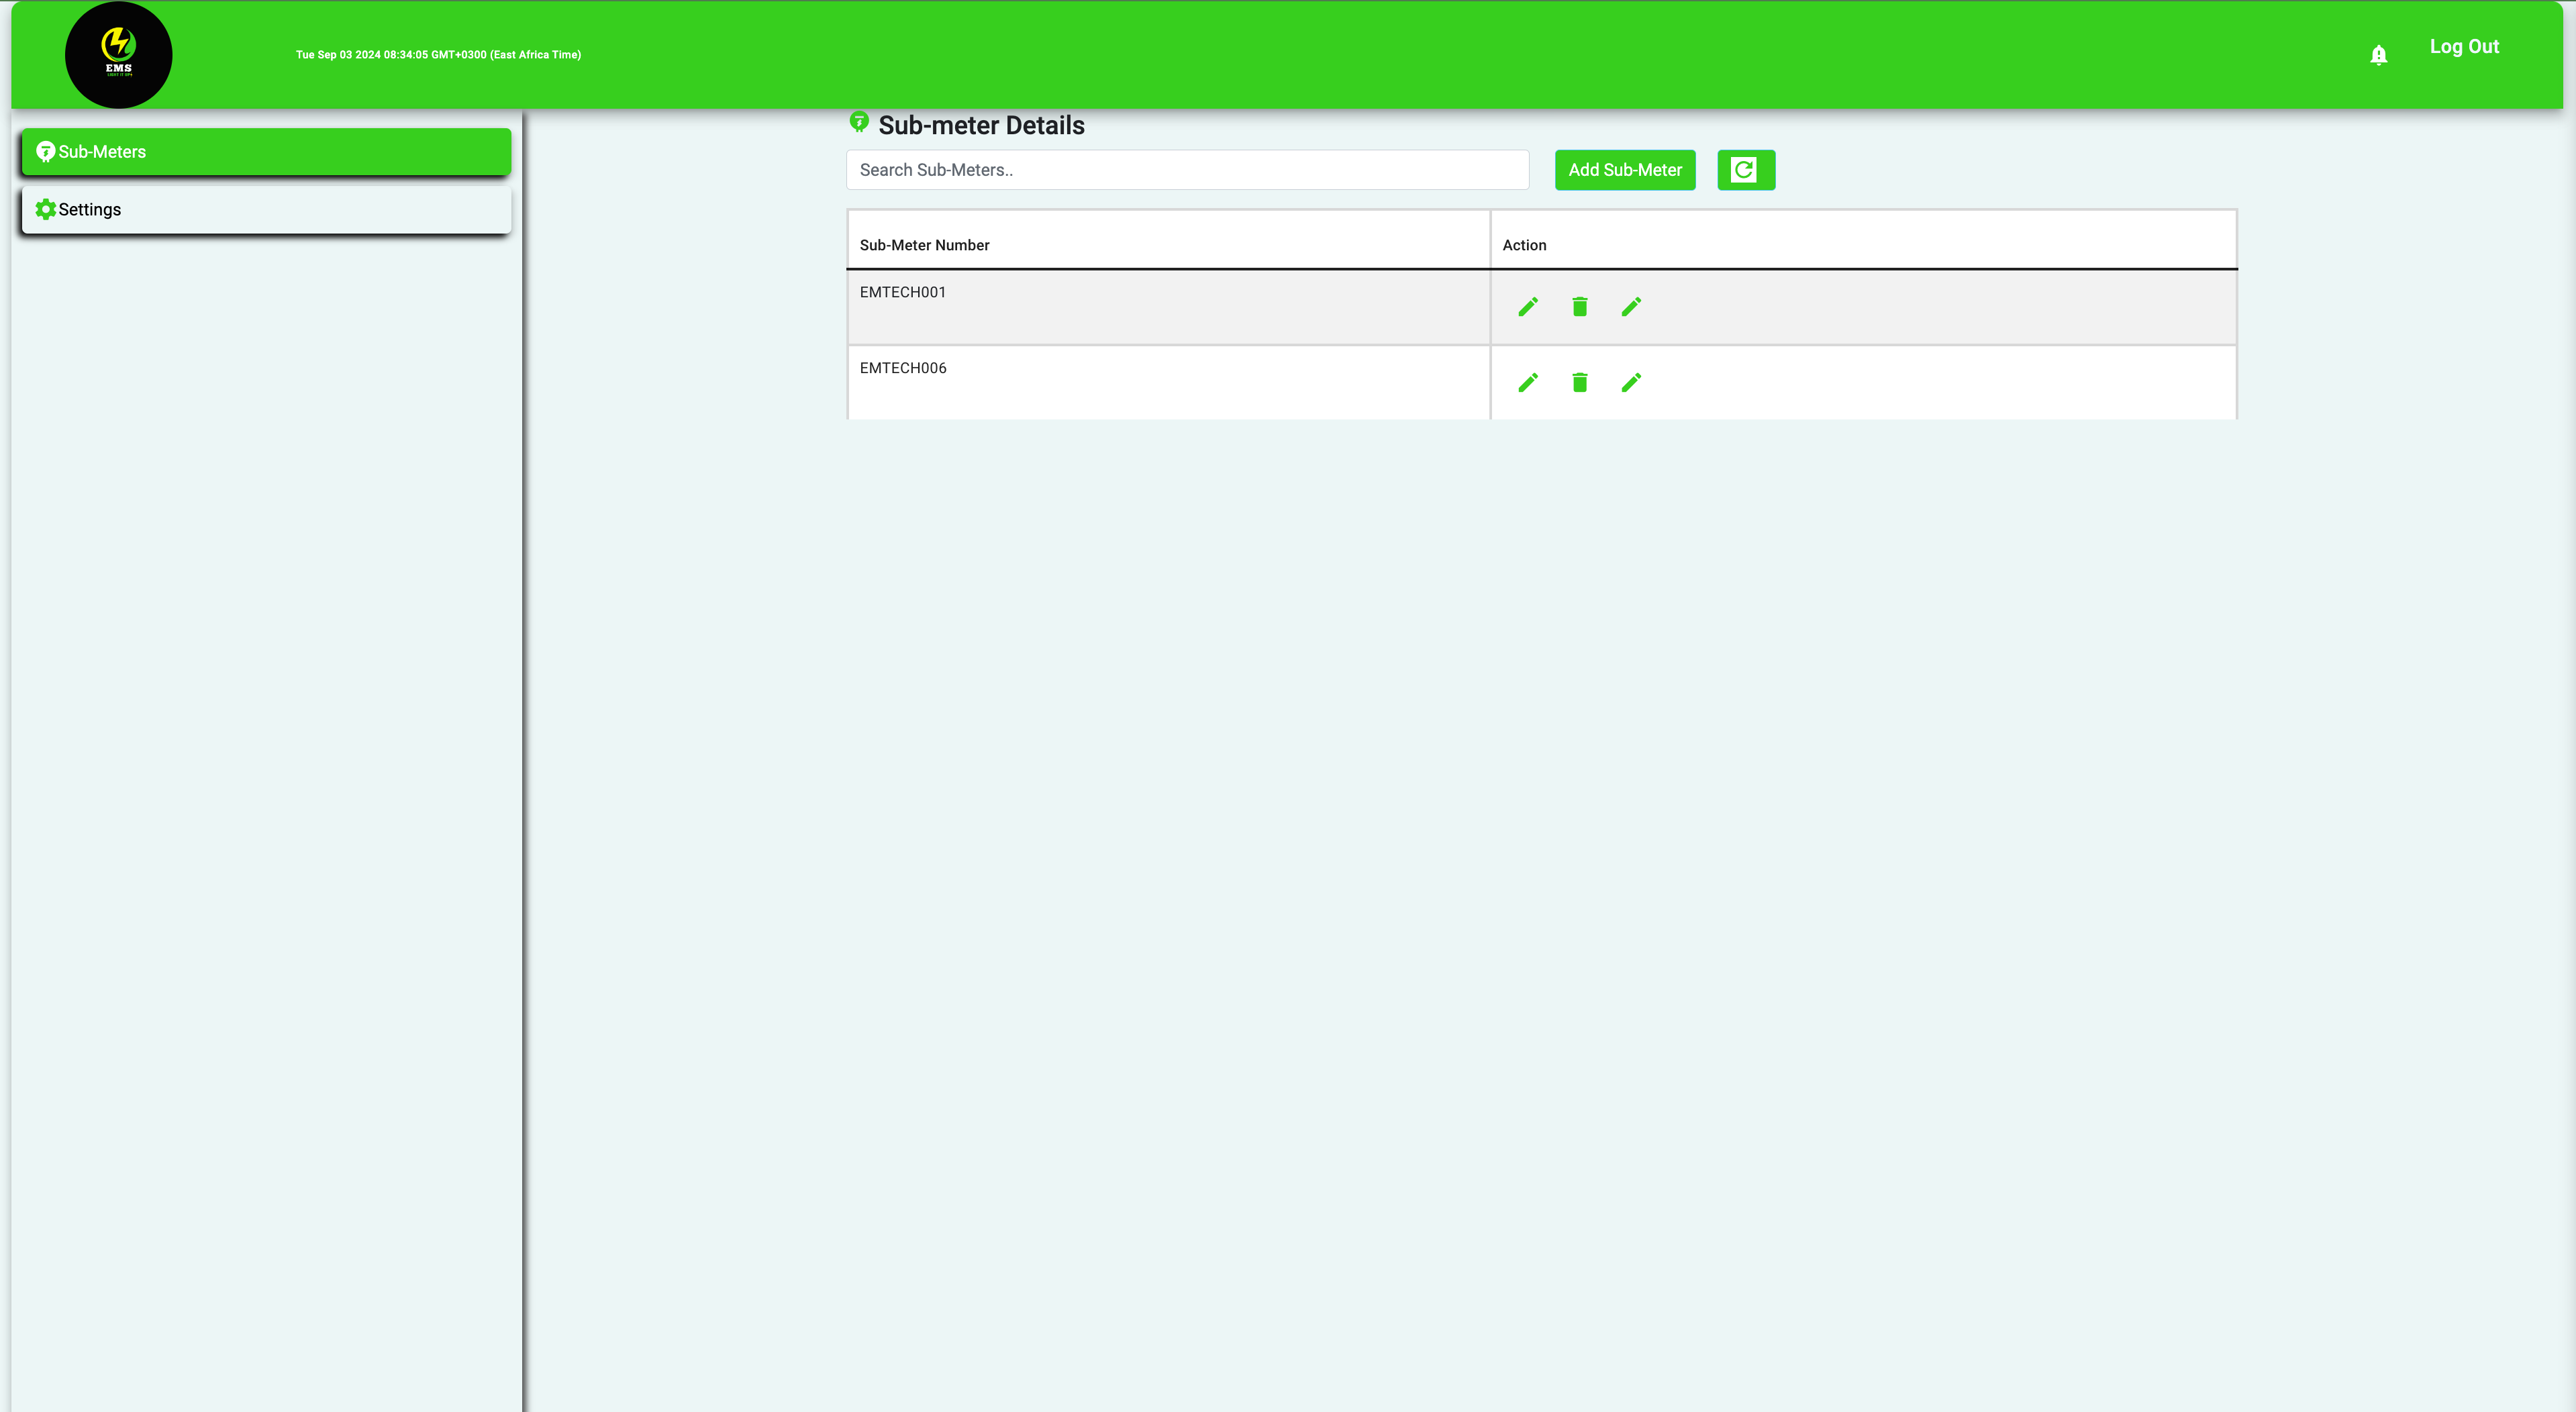 EMS
Tue Sep 03 2024 08:34:05 GMT+0300 (East Africa Time)
Log Out
Sub-Meters
Settings
Sub-meter Details
Search Sub-Meters..
Add Sub-Meter
Sub-Meter Number Action
EMTECH001
EMTECH006